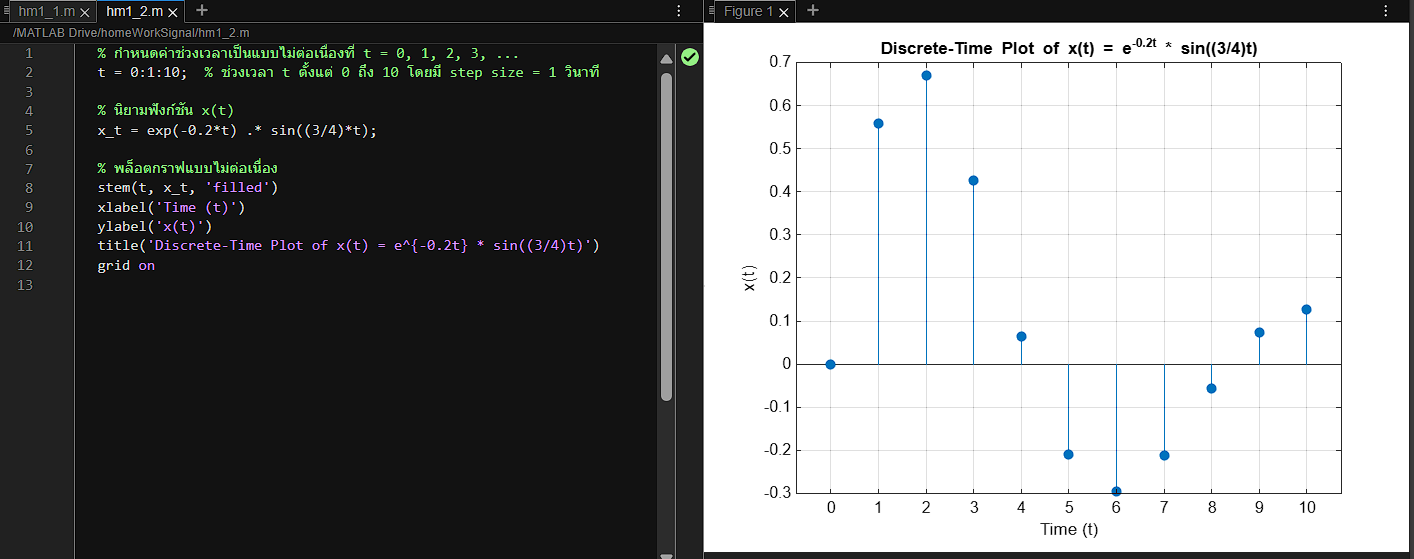 hm1_1.m × hm1_2.m × +
/MATLAB Drive/homeWorkSignal/hm1_2.m
1 % กำหนดค่าช่วงเวลาเป็นแบบไม่ต่อเนื่องที่ t = 0, 1, 2, 3, ...
2 t = 0:1:10; % ช่วงเวลา t ตั้งแต่ 0 ถึง 10 โดยมี step size = 1 วินาที
3
4 % นิยามฟังก์ชัน x(t)
5 x_t = exp(-0.2*t) .* sin((3/4)*t);
6
7 % พล็อตกราฟแบบไม่ต่อเนื่อง
8 stem(t, x_t, 'filled')
9 xlabel('Time (t)')
10 ylabel('x(t)')
11 title('Discrete-Time Plot of x(t) = e^{-0.2t} * sin((3/4)t)')
12 grid on
13
Figure 1 × +
Discrete-Time Plot of x(t) = e^-0.2t * sin((3/4)t)
0.7
0.6
0.5
0.4
0.3
0.2
0.1
0
-0.1
-0.2
-0.3
x(t)
0 1 2 3 4 5 6 7 8 9 10
Time (t)